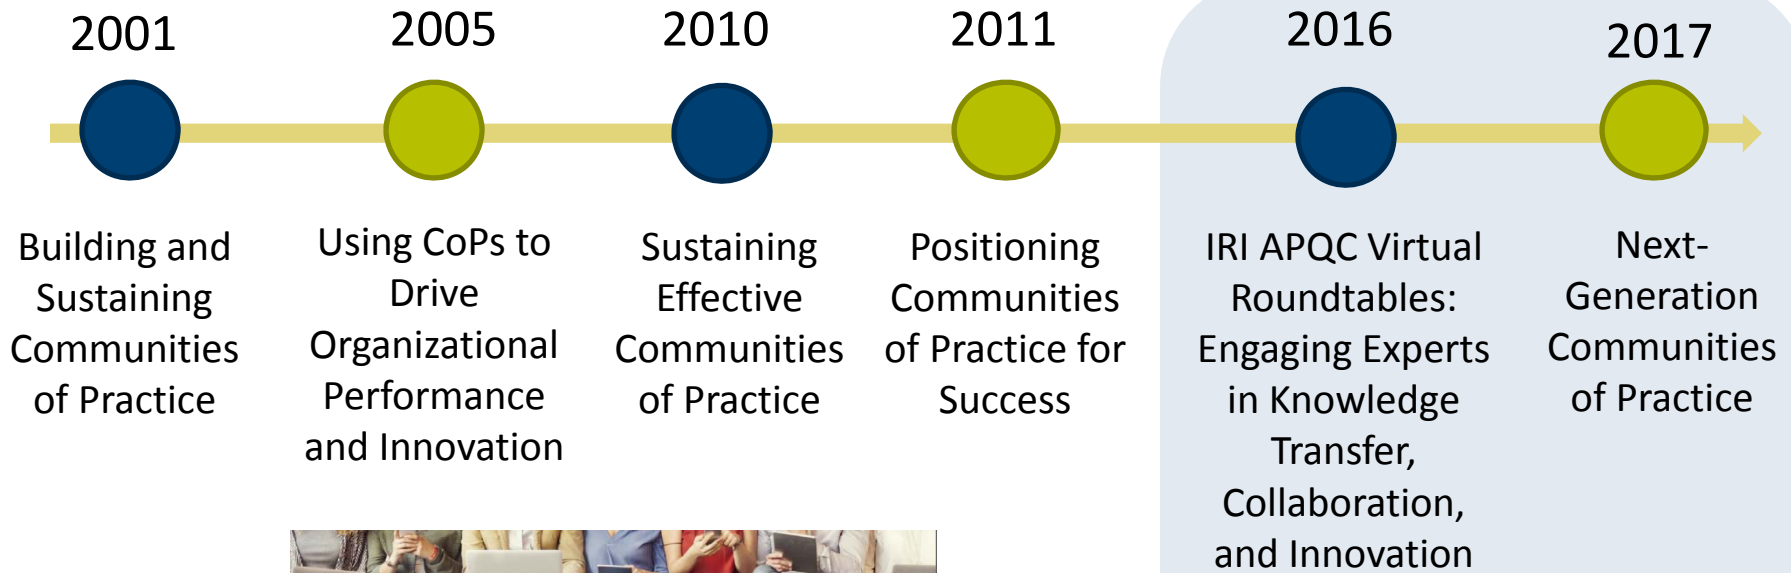 2001
Building and
Sustaining
Communities
of Practice
2005
Using CoPs to
Drive
Organizational
Performance
and Innovation
2010
Sustaining
Effective
Communities
of Practice
2011
Positioning
Communities
of Practice for
Success
2016
IRI APQC Virtual
Roundtables:
Engaging Experts
in Knowledge
Transfer,
Collaboration,
and Innovation
2017
Next-
Generation
Communities
of Practice